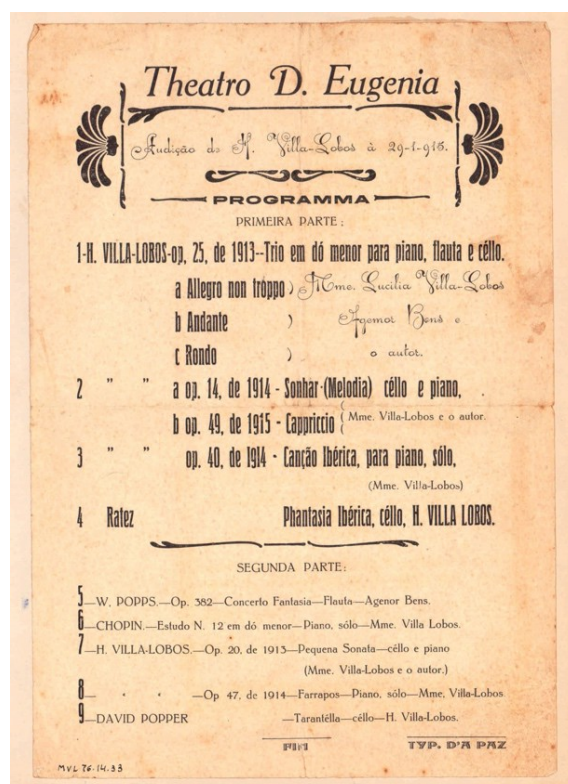 Theatro D. Eugenia
Audição de H. Villa-Lobos à 29-1-915.
PROGRAMMA
PRIMEIRA PARTE:
1-H. VILLA-LOBOS-op, 25, de 1913--Trio em dó menor para piano, flauta e céllo.
a Allegro non troppo ) Mme. Lucilia Villa-Lobos
b Andante ) Agenor Bens e
c Rondo ) o autor.
2 " " a op. 14, de 1914 - Sonhar-(Melodia) céllo e piano,
b op. 49, de 1915 - Cappriccio ( Mme. Villa-Lobos e o autor.
3 " " op. 40, de 1914 - Canção Ibérica, para piano, sólo,
(Mme. Villa-Lobos)
4 Ratez Phantasia Ibérica, céllo, H. VILLA LOBOS.
SEGUNDA PARTE:
5—W. POPPS.—Op. 382—Concerto Fantasia—Flauta—Agenor Bens.
6—CHOPIN.—Estudo N. 12 em dó menor—Piano, sólo—Mme. Villa Lobos.
7—H. VILLA-LOBOS.—Op. 20, de 1913—Pequena Sonata—céllo e piano
(Mme. Villa-Lobos e o autor.)
8— " " —Op 47, de 1914—Farrapos—Piano, sólo—Mme, Villa-Lobos
9—DAVID POPPER —Tarantélla—céllo—H. Villa-Lobos.
FIM
TYP. D'A PAZ
MVL 76.14.33